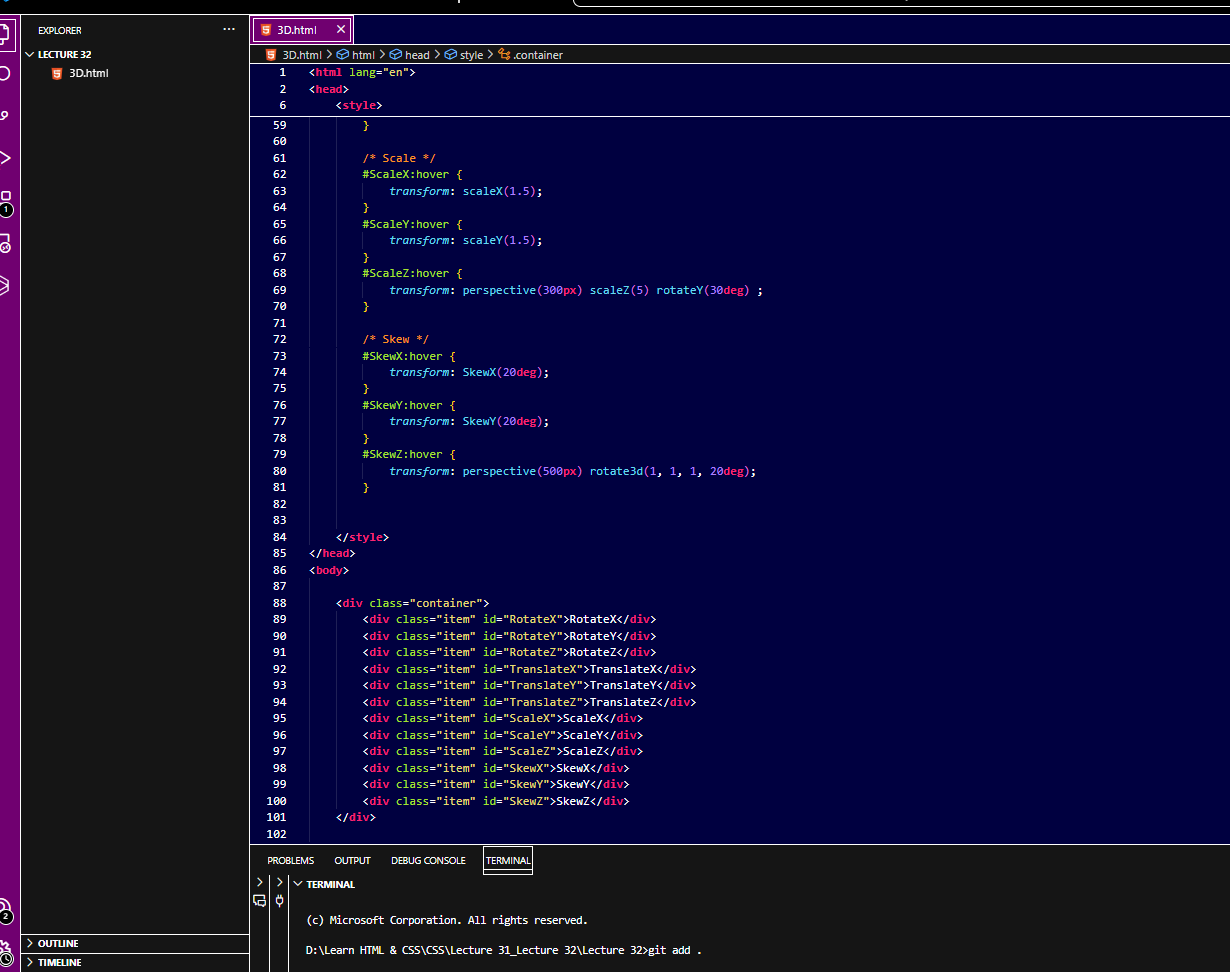 EXPLORER
LECTURE 32
3D.html
OUTLINE
TIMELINE
1
2
3D.html
3D.html > html > head > style > .container
1 <html lang="en">
2 <head>
6 <style>
59 }
60
61 /* Scale */
62 #ScaleX:hover {
63 transform: scaleX(1.5);
64 }
65 #ScaleY:hover {
66 transform: scaleY(1.5);
67 }
68 #ScaleZ:hover {
69 transform: perspective(300px) scaleZ(5) rotateY(30deg) ;
70 }
71
72 /* Skew */
73 #SkewX:hover {
74 transform: SkewX(20deg);
75 }
76 #SkewY:hover {
77 transform: SkewY(20deg);
78 }
79 #SkewZ:hover {
80 transform: perspective(500px) rotate3d(1, 1, 1, 20deg);
81 }
82
83
84 </style>
85 </head>
86 <body>
87
88 <div class="container">
89 <div class="item" id="RotateX">RotateX</div>
90 <div class="item" id="RotateY">RotateY</div>
91 <div class="item" id="RotateZ">RotateZ</div>
92 <div class="item" id="TranslateX">TranslateX</div>
93 <div class="item" id="TranslateY">TranslateY</div>
94 <div class="item" id="TranslateZ">TranslateZ</div>
95 <div class="item" id="ScaleX">ScaleX</div>
96 <div class="item" id="ScaleY">ScaleY</div>
97 <div class="item" id="ScaleZ">ScaleZ</div>
98 <div class="item" id="SkewX">SkewX</div>
99 <div class="item" id="SkewY">SkewY</div>
100 <div class="item" id="SkewZ">SkewZ</div>
101 </div>
102
PROBLEMS OUTPUT DEBUG CONSOLE TERMINAL
TERMINAL
(c) Microsoft Corporation. All rights reserved.
D:\Learn HTML & CSS\CSS\Lecture 31_Lecture 32\Lecture 32>git add .